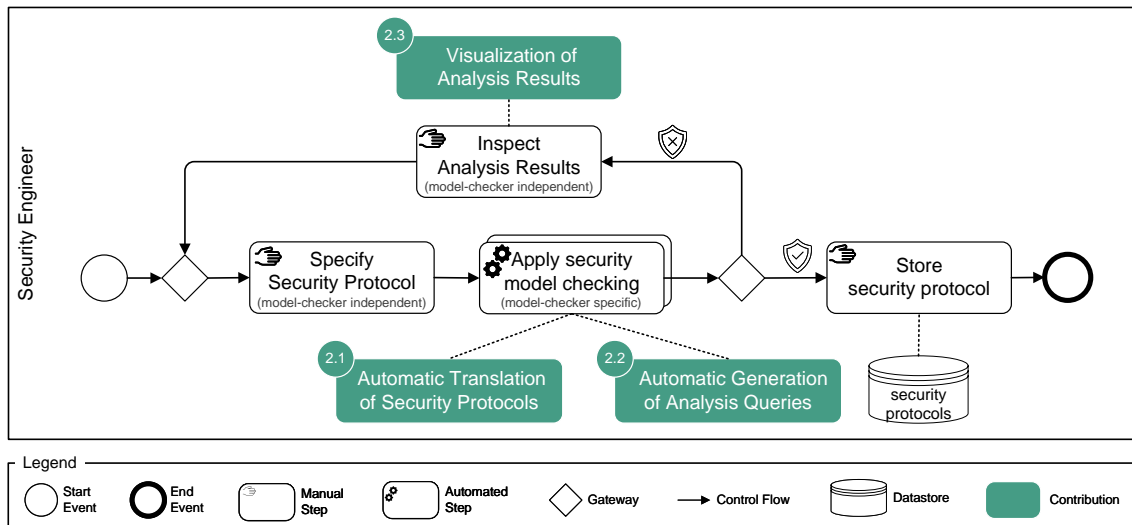 2.3
Visualization of
Analysis Results
Inspect
Analysis Results
(model-checker independent)
Security Engineer
Specify
Security Protocol
(model-checker independent)
Apply security
model checking
(model-checker specific)
Store
security protocol
2.1
Automatic Translation
of Security Protocols
2.2
Automatic Generation
of Analysis Queries
security
protocols
Legend
Start
Event
End
Event
Manual
Step
Automated
Step
Gateway
Control Flow
Datastore
Contribution